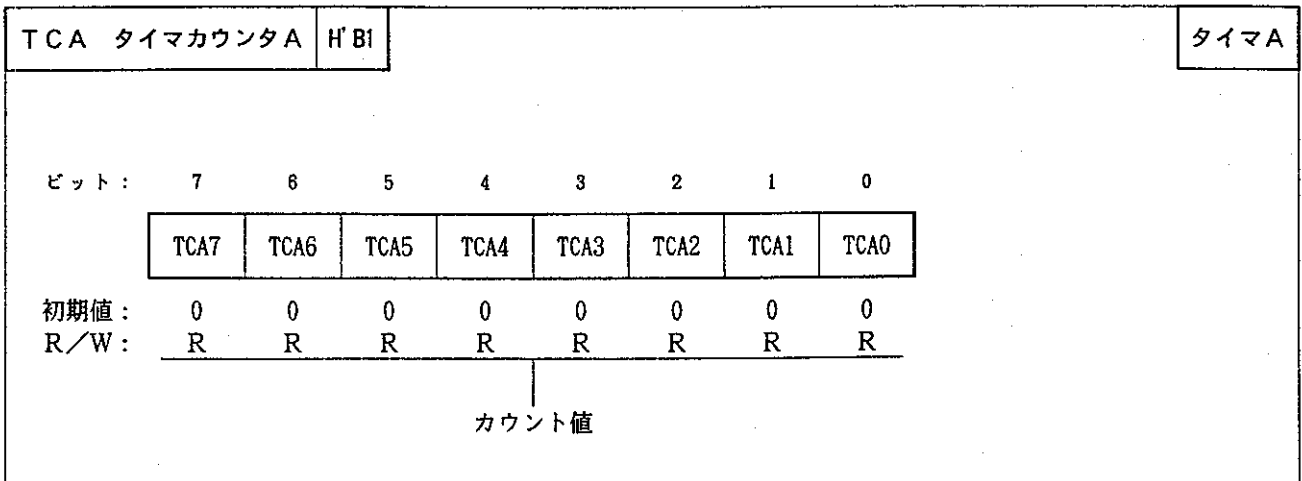 TCA タイマカウンタA H'B1 タイマA
ビット: 7 6 5 4 3 2 1 0
TCA7 TCA6 TCA5 TCA4 TCA3 TCA2 TCA1 TCA0
初期値: 0 0 0 0 0 0 0 0
R/W: R R R R R R R R
カウント値